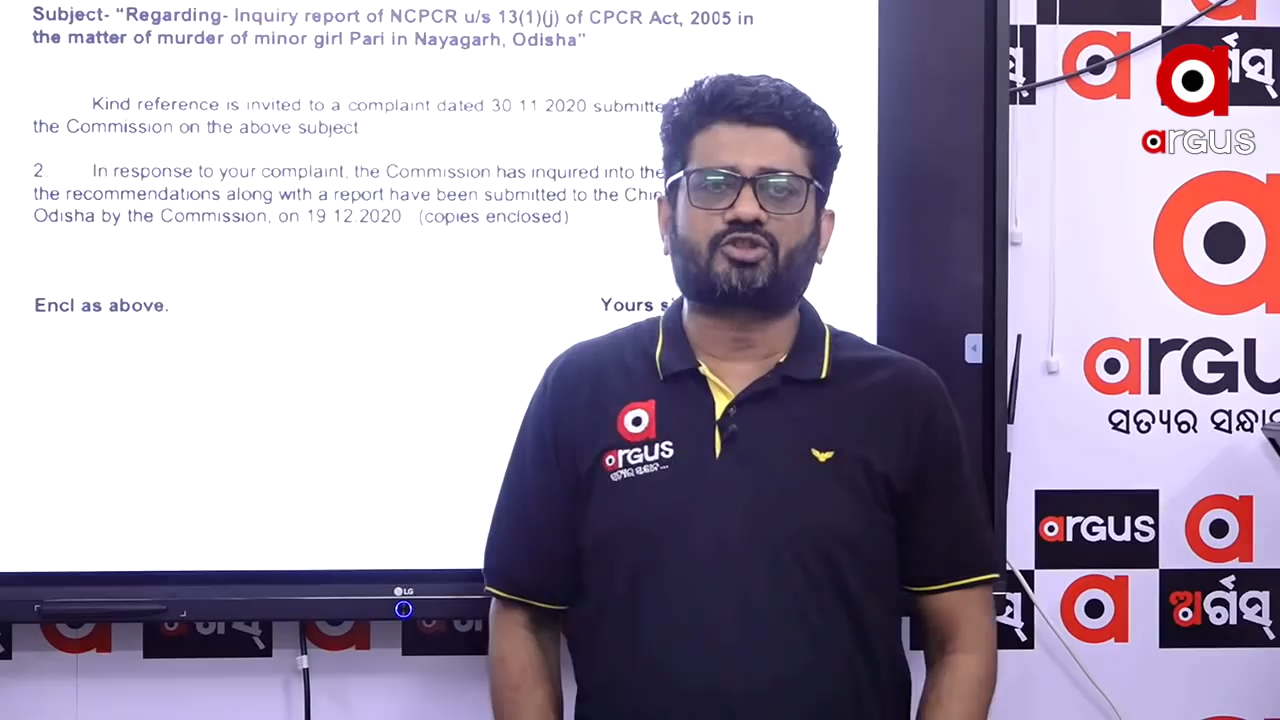 Subject- “Regarding- Inquiry report of NCPCR u/s 13(1)(j) of CPCR Act, 2005 in
the matter of murder of minor girl Pari in Nayagarh, Odisha”
Kind reference is invited to a complaint dated 30 11 2020
the Commission on the above subject
2. In response to your complaint, the Commission has inquired into the
the recommendations along with a report have been submitted to the
Odisha by the Commission, on 19 12.2020 (copies enclosed)
Encl as above.
Yours
LG
argus
argus
ସତ୍ୟର
argus
ସତ୍ୟର ସନ୍ଧାନ...
argus
ଅର୍ଗସ୍